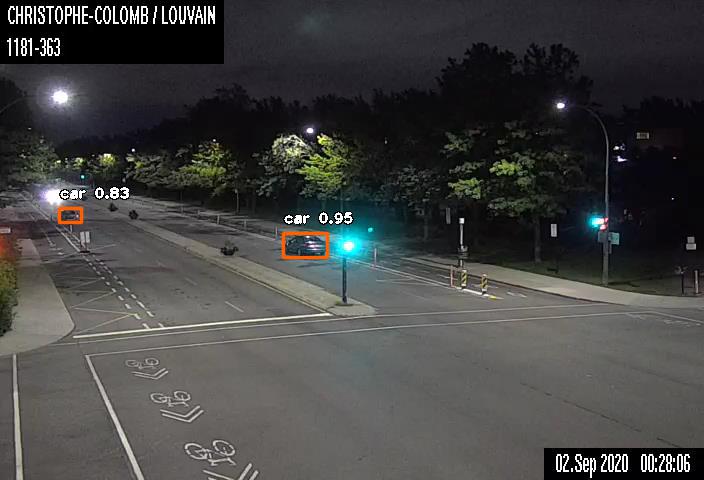 CHRISTOPHE-COLOMB / LOUVAIN
1181-363
car 0.83
car 0.95
02.Sep 2020 00:28:06